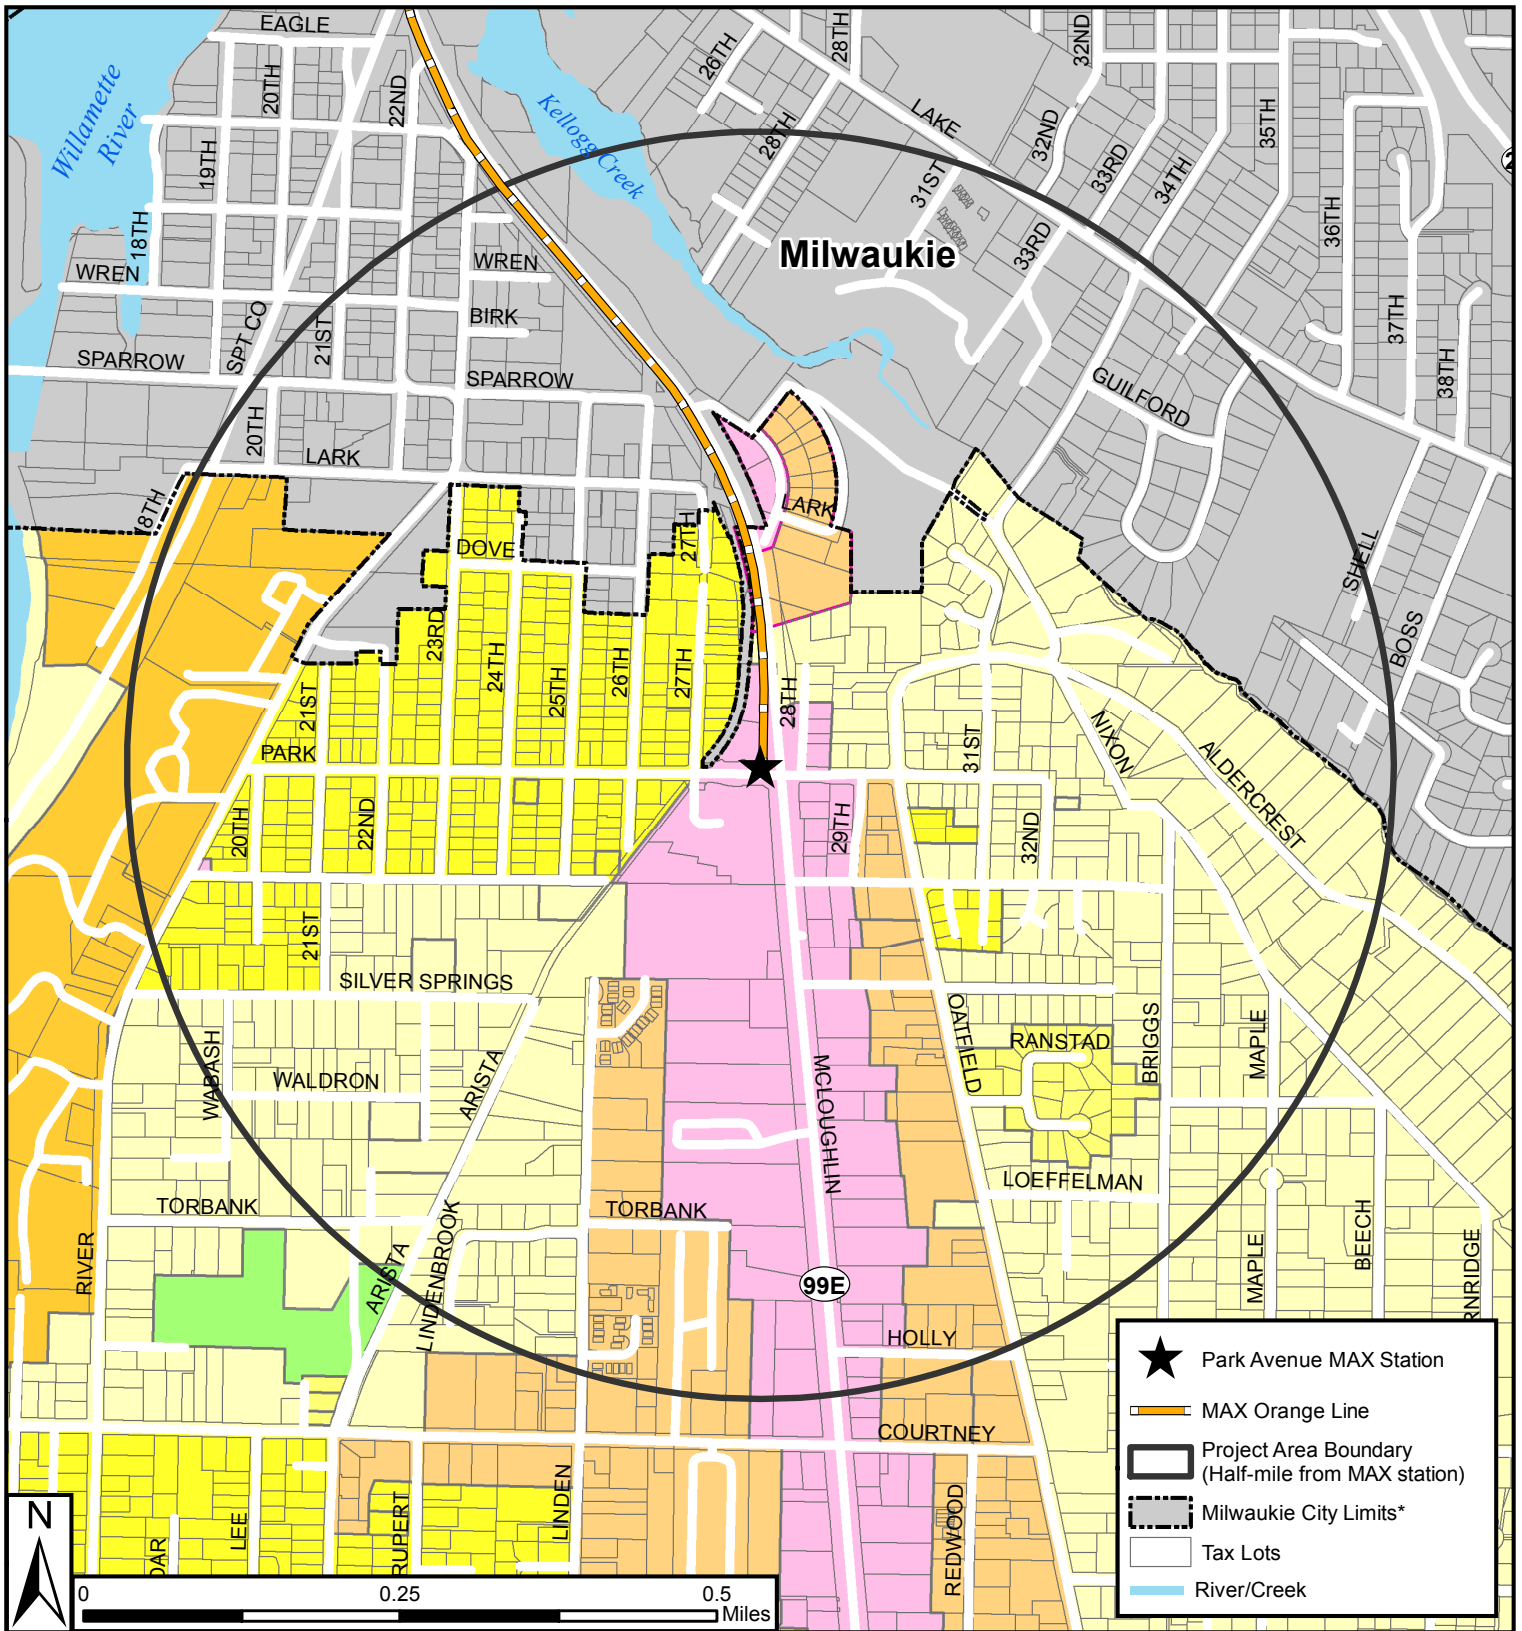 EAGLE
26TH
28TH
32ND
20TH
22ND
Willamette
River
Kellogg Creek
LAKE
19TH
28TH
32ND
35TH
33RD
34TH
31ST
36TH
18TH
33RD
Milwaukie
WREN
WREN
SPT CO
21ST
BIRK
37TH
SPARROW
SPARROW
38TH
GUILFORD
20TH
LARK
LARK
18TH
27TH
DOVE
SHELL
BOSS
23RD
24TH
25TH
26TH
27TH
21ST
28TH
NIXON
31ST
ALDERCREST
PARK
20TH
22ND
29TH
32ND
21ST
SILVER SPRINGS
OATFIELD
RANSTAD
BRIGGS
MAPLE
WABASH
WALDRON
ARISTA
MCLOUGHLIN
LOEFFELMAN
TORBANK
TORBANK
RIVER
ARISTA
LINDENBROOK
MAPLE
BEECH
RNRIDGE
99E
HOLLY
COURTNEY
LINDEN
REDWOOD
RUPERT
LEE
DAR
Park Avenue MAX Station
MAX Orange Line
Project Area Boundary
(Half-mile from MAX station)
Milwaukie City Limits*
Tax Lots
River/Creek
N
0 0.25 0.5
Miles